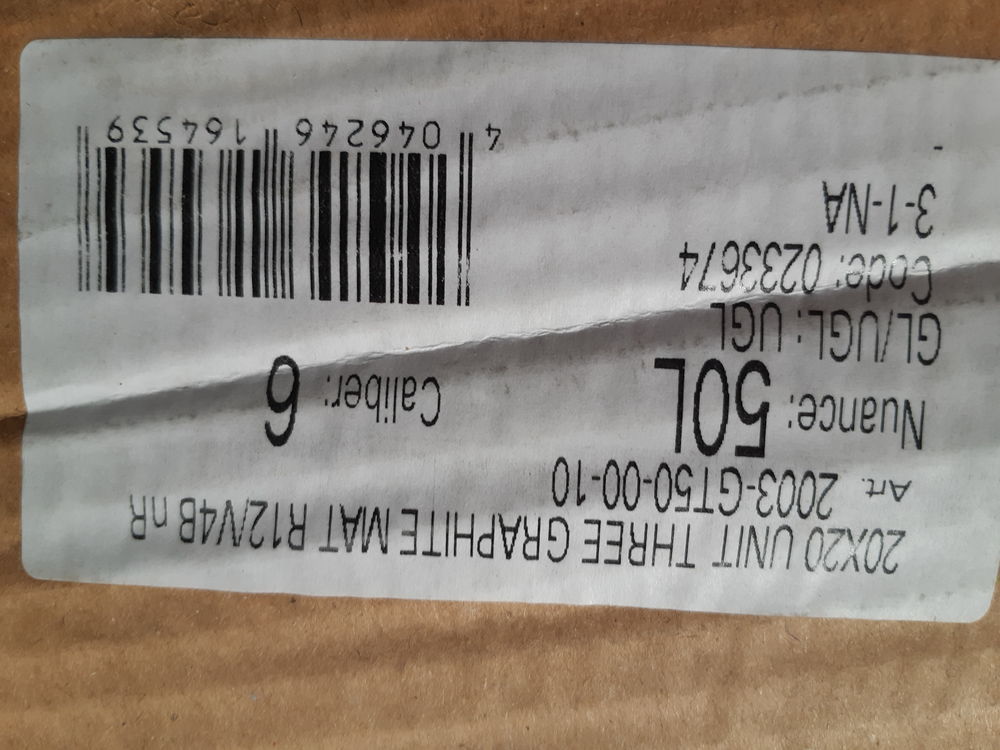 20X20 UNIT THREE GRAPHITE MAT R12/V4B nR
Art. 2003-GT50-00-10
Nuance: 50L Caliber: 6
GL/UGL: UGL
Code: 0233674
3-1-NA
-
4 046246 164539